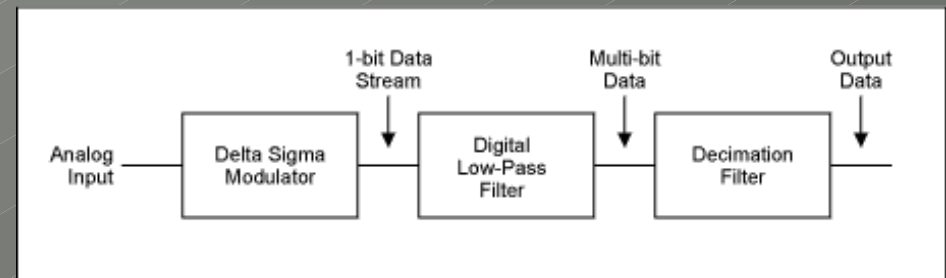 1-bit Data
Stream
Multi-bit
Data
Output
Data
Analog
Input
Delta Sigma
Modulator
Digital
Low-Pass
Filter
Decimation
Filter